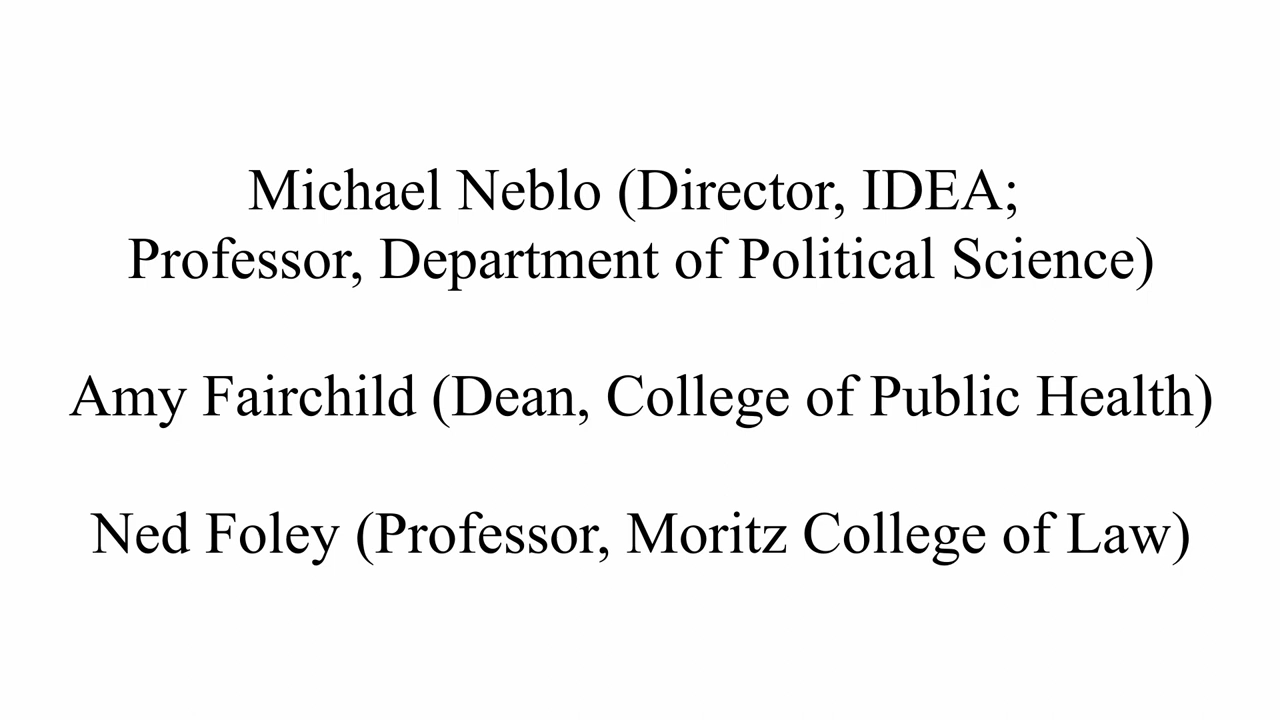 Michael Neblo (Director, IDEA;
Professor, Department of Political Science)
Amy Fairchild (Dean, College of Public Health)
Ned Foley (Professor, Moritz College of Law)